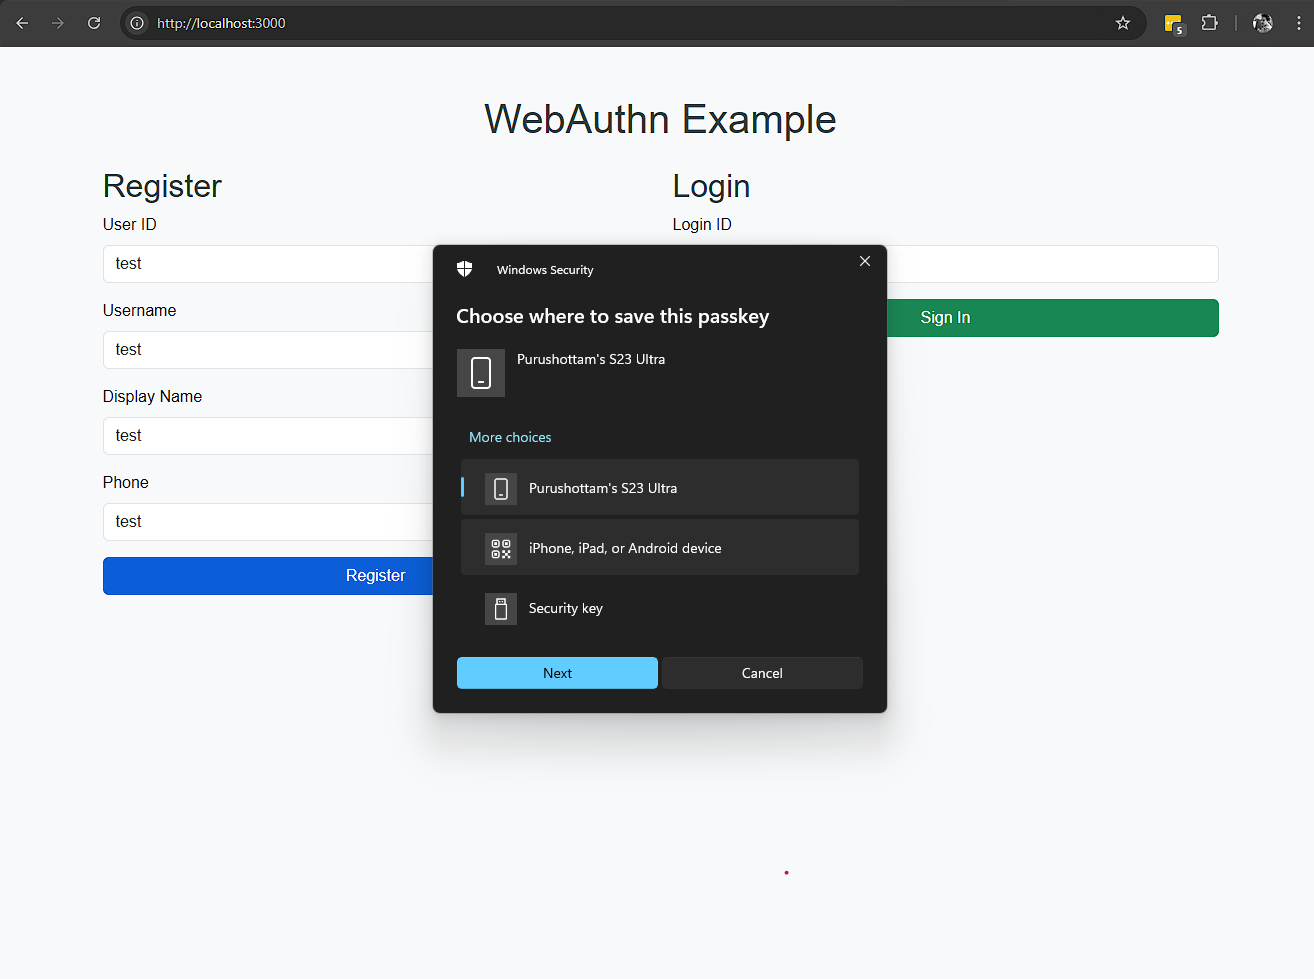 http://localhost:3000
5
WebAuthn Example
Register
User ID
test
Username
test
Display Name
test
Phone
test
Register
Login
Login ID
Sign In
Windows Security
Choose where to save this passkey
Purushottam's S23 Ultra
More choices
Purushottam's S23 Ultra
iPhone, iPad, or Android device
Security key
Next
Cancel